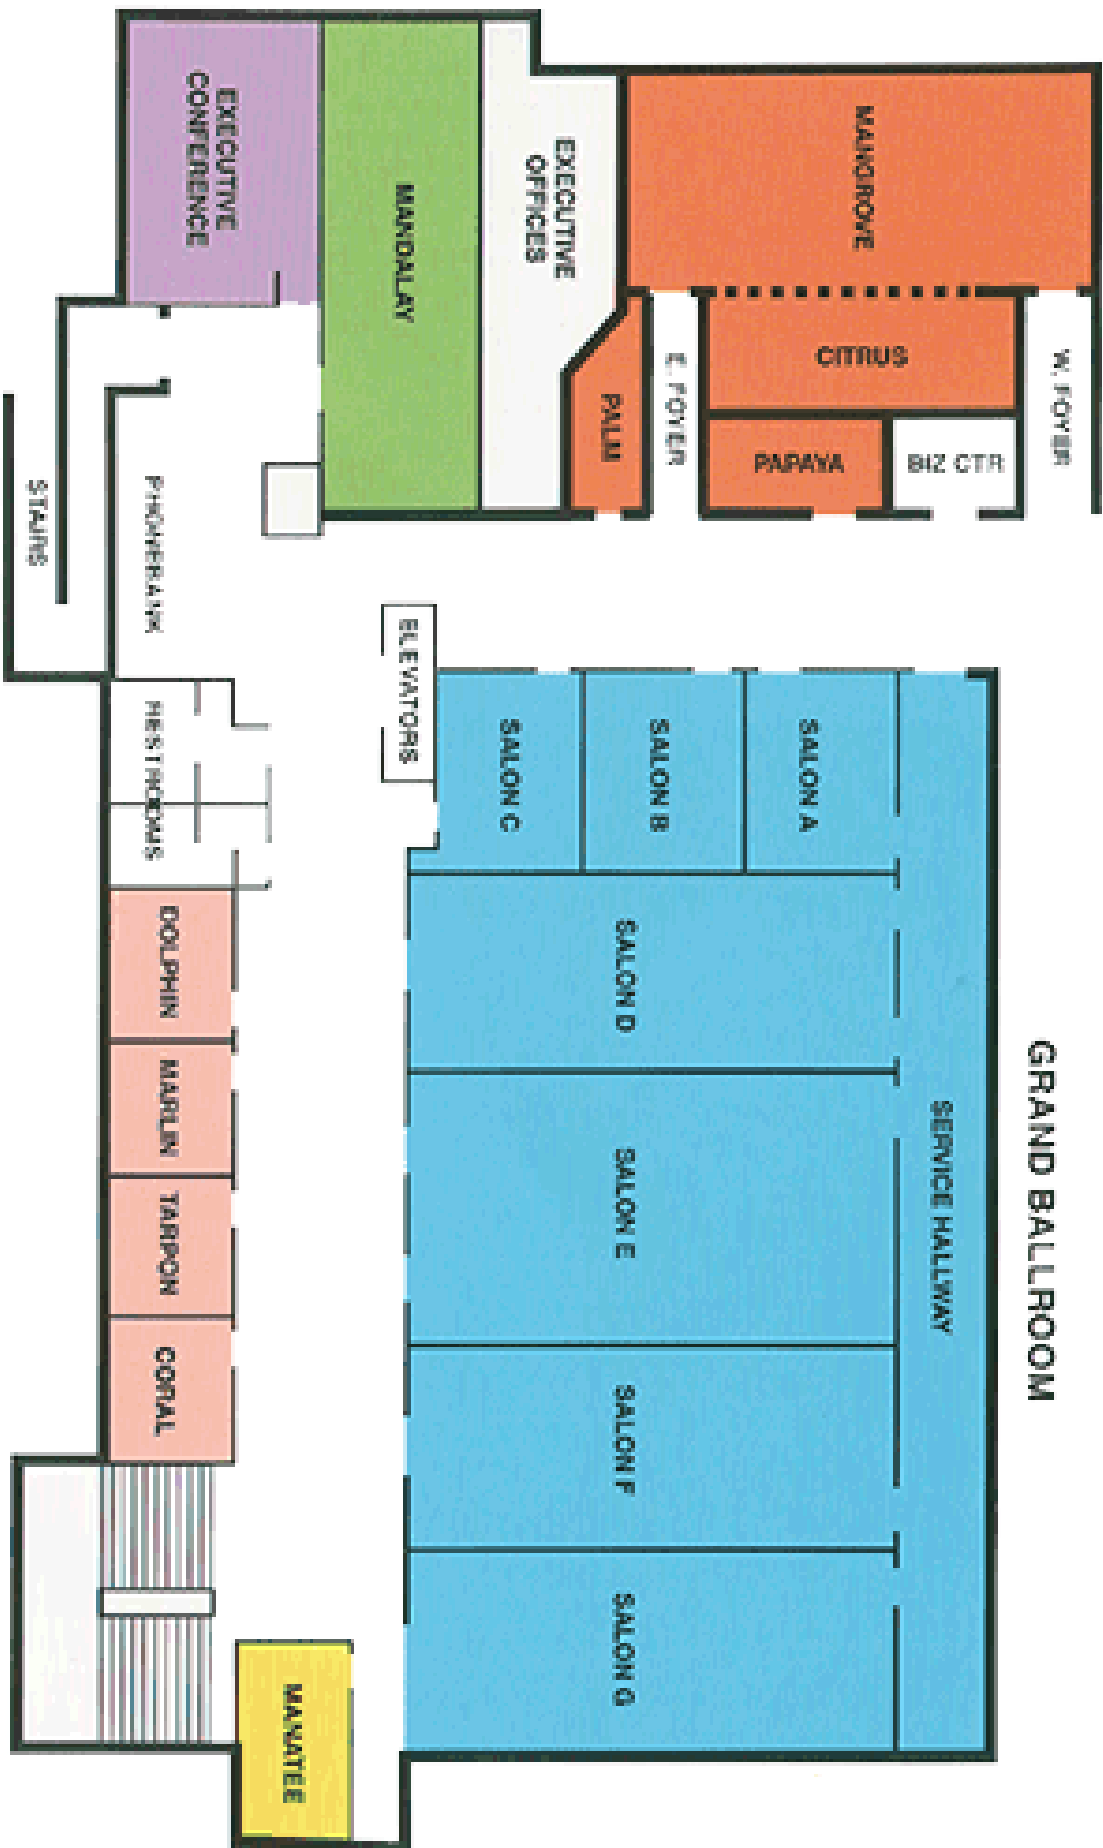 EXECUTIVE
CONFERENCE
MANDALAY
EXECUTIVE
OFFICES
MANGROVE
CITRUS
PALM
E. FOYER
PAPAYA
BIZ CTR
W. FOYER
STAIRS
PHONEBANK
ELEVATORS
RESTROOMS
SALON C
SALON B
SALON A
SALON D
SALON E
SALON F
SALON G
SERVICE HALLWAY
GRAND BALLROOM
DOLPHIN
MARLIN
TARPON
CORAL
MANATEE